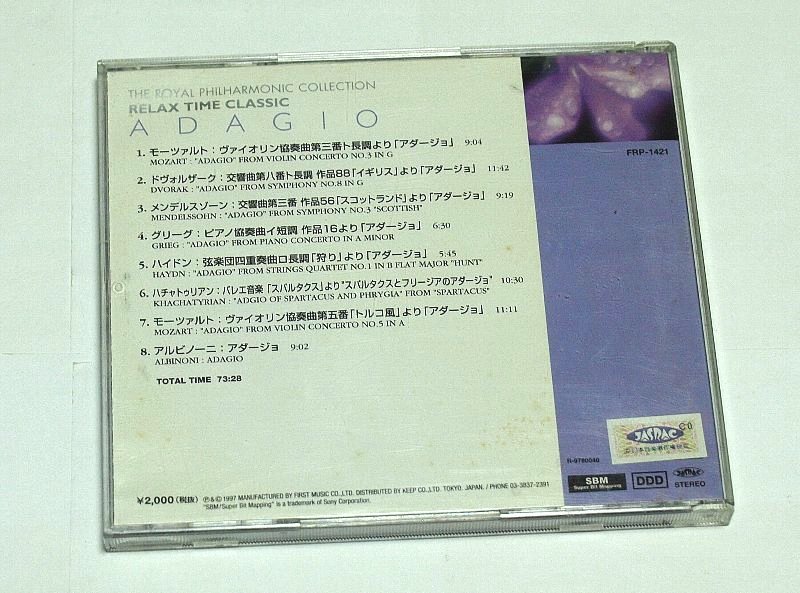 THE ROYAL PHILHARMONIC COLLECTION
RELAX TIME CLASSIC
ADAGIO
FRP-1421
1. モーツァルト：ヴァイオリン協奏曲第三番ト長調より「アダージョ」 9:04
MOZART : "ADAGIO" FROM VIOLIN CONCERTO NO.3 IN G
2. ドヴォルザーク：交響曲第八番ト長調 作品88「イギリス」より「アダージョ」 11:42
DVORAK : "ADAGIO" FROM SYMPHONY NO.8 IN G
3. メンデルスゾーン：交響曲第三番 作品56「スコットランド」より「アダージョ」 9:19
MENDELSSOHN : "ADAGIO" FROM SYMPHONY NO.3 "SCOTTISH"
4. グリーグ：ピアノ協奏曲イ短調 作品16より「アダージョ」 6:30
GRIEG : "ADAGIO" FROM PIANO CONCERTO IN A MINOR
5. ハイドン：弦楽団四重奏曲ロ長調「狩り」より「アダージョ」 5:45
HAYDN : "ADAGIO" FROM STRINGS QUARTET NO.1 IN B FLAT MAJOR "HUNT"
6. ハチャトゥリアン：バレエ音楽"スパルタクス"より"スパルタクスとフリージアのアダージョ" 10:30
KHACHATYRIAN : "ADGIO OF SPARTACUS AND PHRYGIA" FROM "SPARTACUS"
7. モーツァルト：ヴァイオリン協奏曲第五番「トルコ風」より「アダージョ」 11:11
MOZART : "ADAGIO" FROM VIOLIN CONCERTO NO.5 IN A
8. アルビノーニ：アダージョ 9:02
ALBINONI : ADAGIO
TOTAL TIME 73:28
JASRAC
R-9780040
SBM
Super Bit Mapping
DDD
JASRAC
STEREO
¥2,000（税抜） ℗&© 1997 MANUFACTURED BY FIRST MUSIC CO.,LTD. DISTRIBUTED BY KEEP CO.,LTD. TOKYO. JAPAN. / PHONE 03-3837-2391
"SBM/Super Bit Mapping" is a trademark of Sony Corporation.